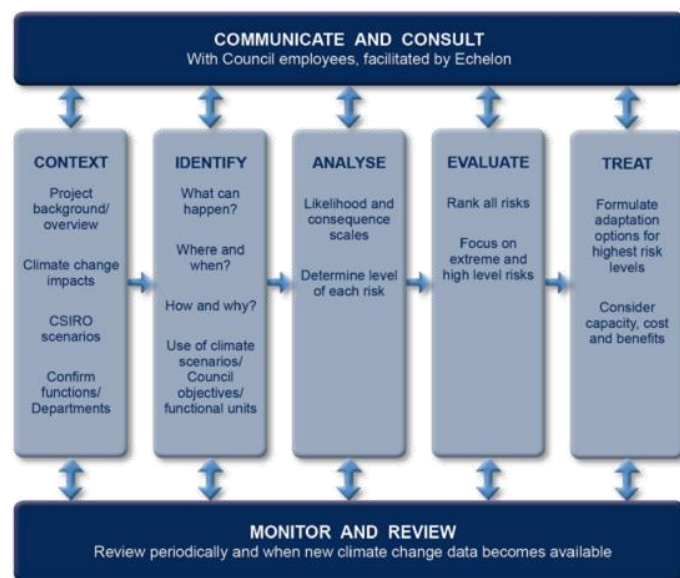 COMMUNICATE AND CONSULT
With Council employees, facilitated by Echelon
CONTEXT
Project
background/
overview
Climate change
impacts
CSIRO
scenarios
Confirm
functions/
Departments
IDENTIFY
What can
happen?
Where and
when?
How and why?
Use of climate
scenarios/
Council
objectives/
functional units
ANALYSE
Likelihood and
consequence
scales
Determine level
of each risk
EVALUATE
Rank all risks
Focus on
extreme and
high level risks
TREAT
Formulate
adaptation
options for
highest risk
levels
Consider
capacity, cost
and benefits
MONITOR AND REVIEW
Review periodically and when new climate change data becomes available